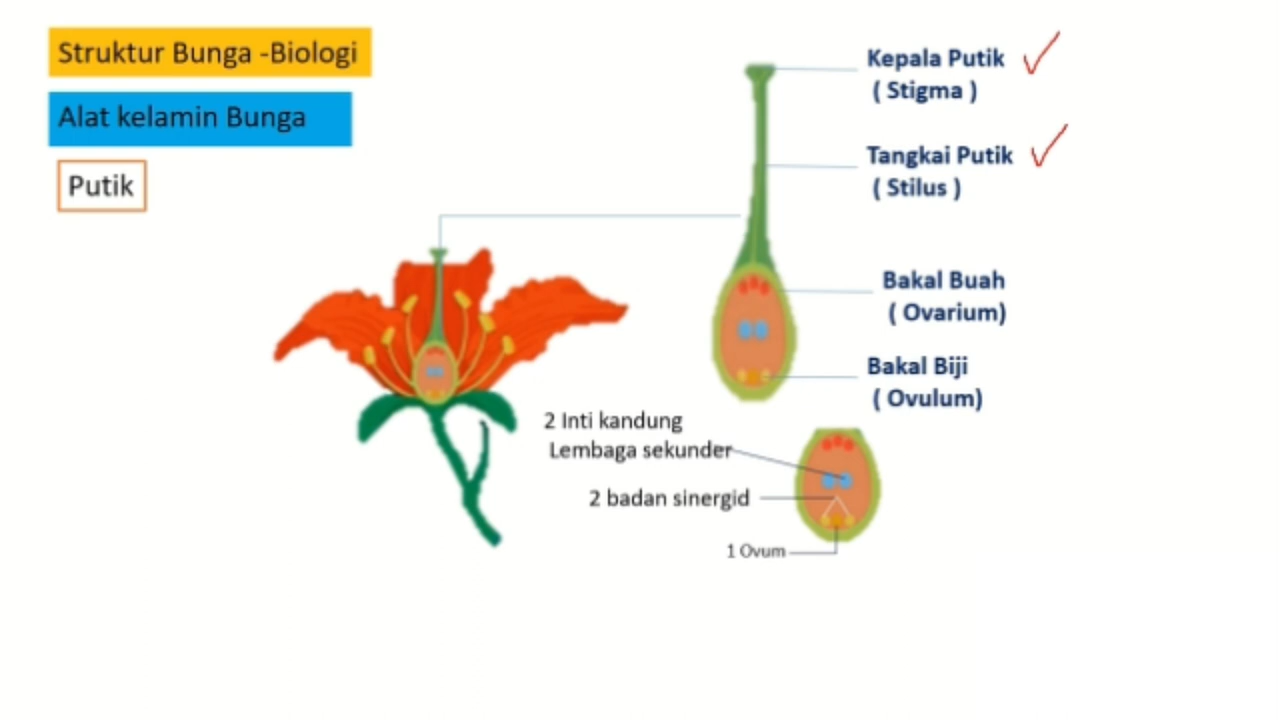 Struktur Bunga -Biologi
Alat kelamin Bunga
Putik
Kepala Putik
( Stigma )
Tangkai Putik
( Stilus )
Bakal Buah
( Ovarium)
Bakal Biji
( Ovulum)
2 Inti kandung
Lembaga sekunder
2 badan sinergid
1 Ovum